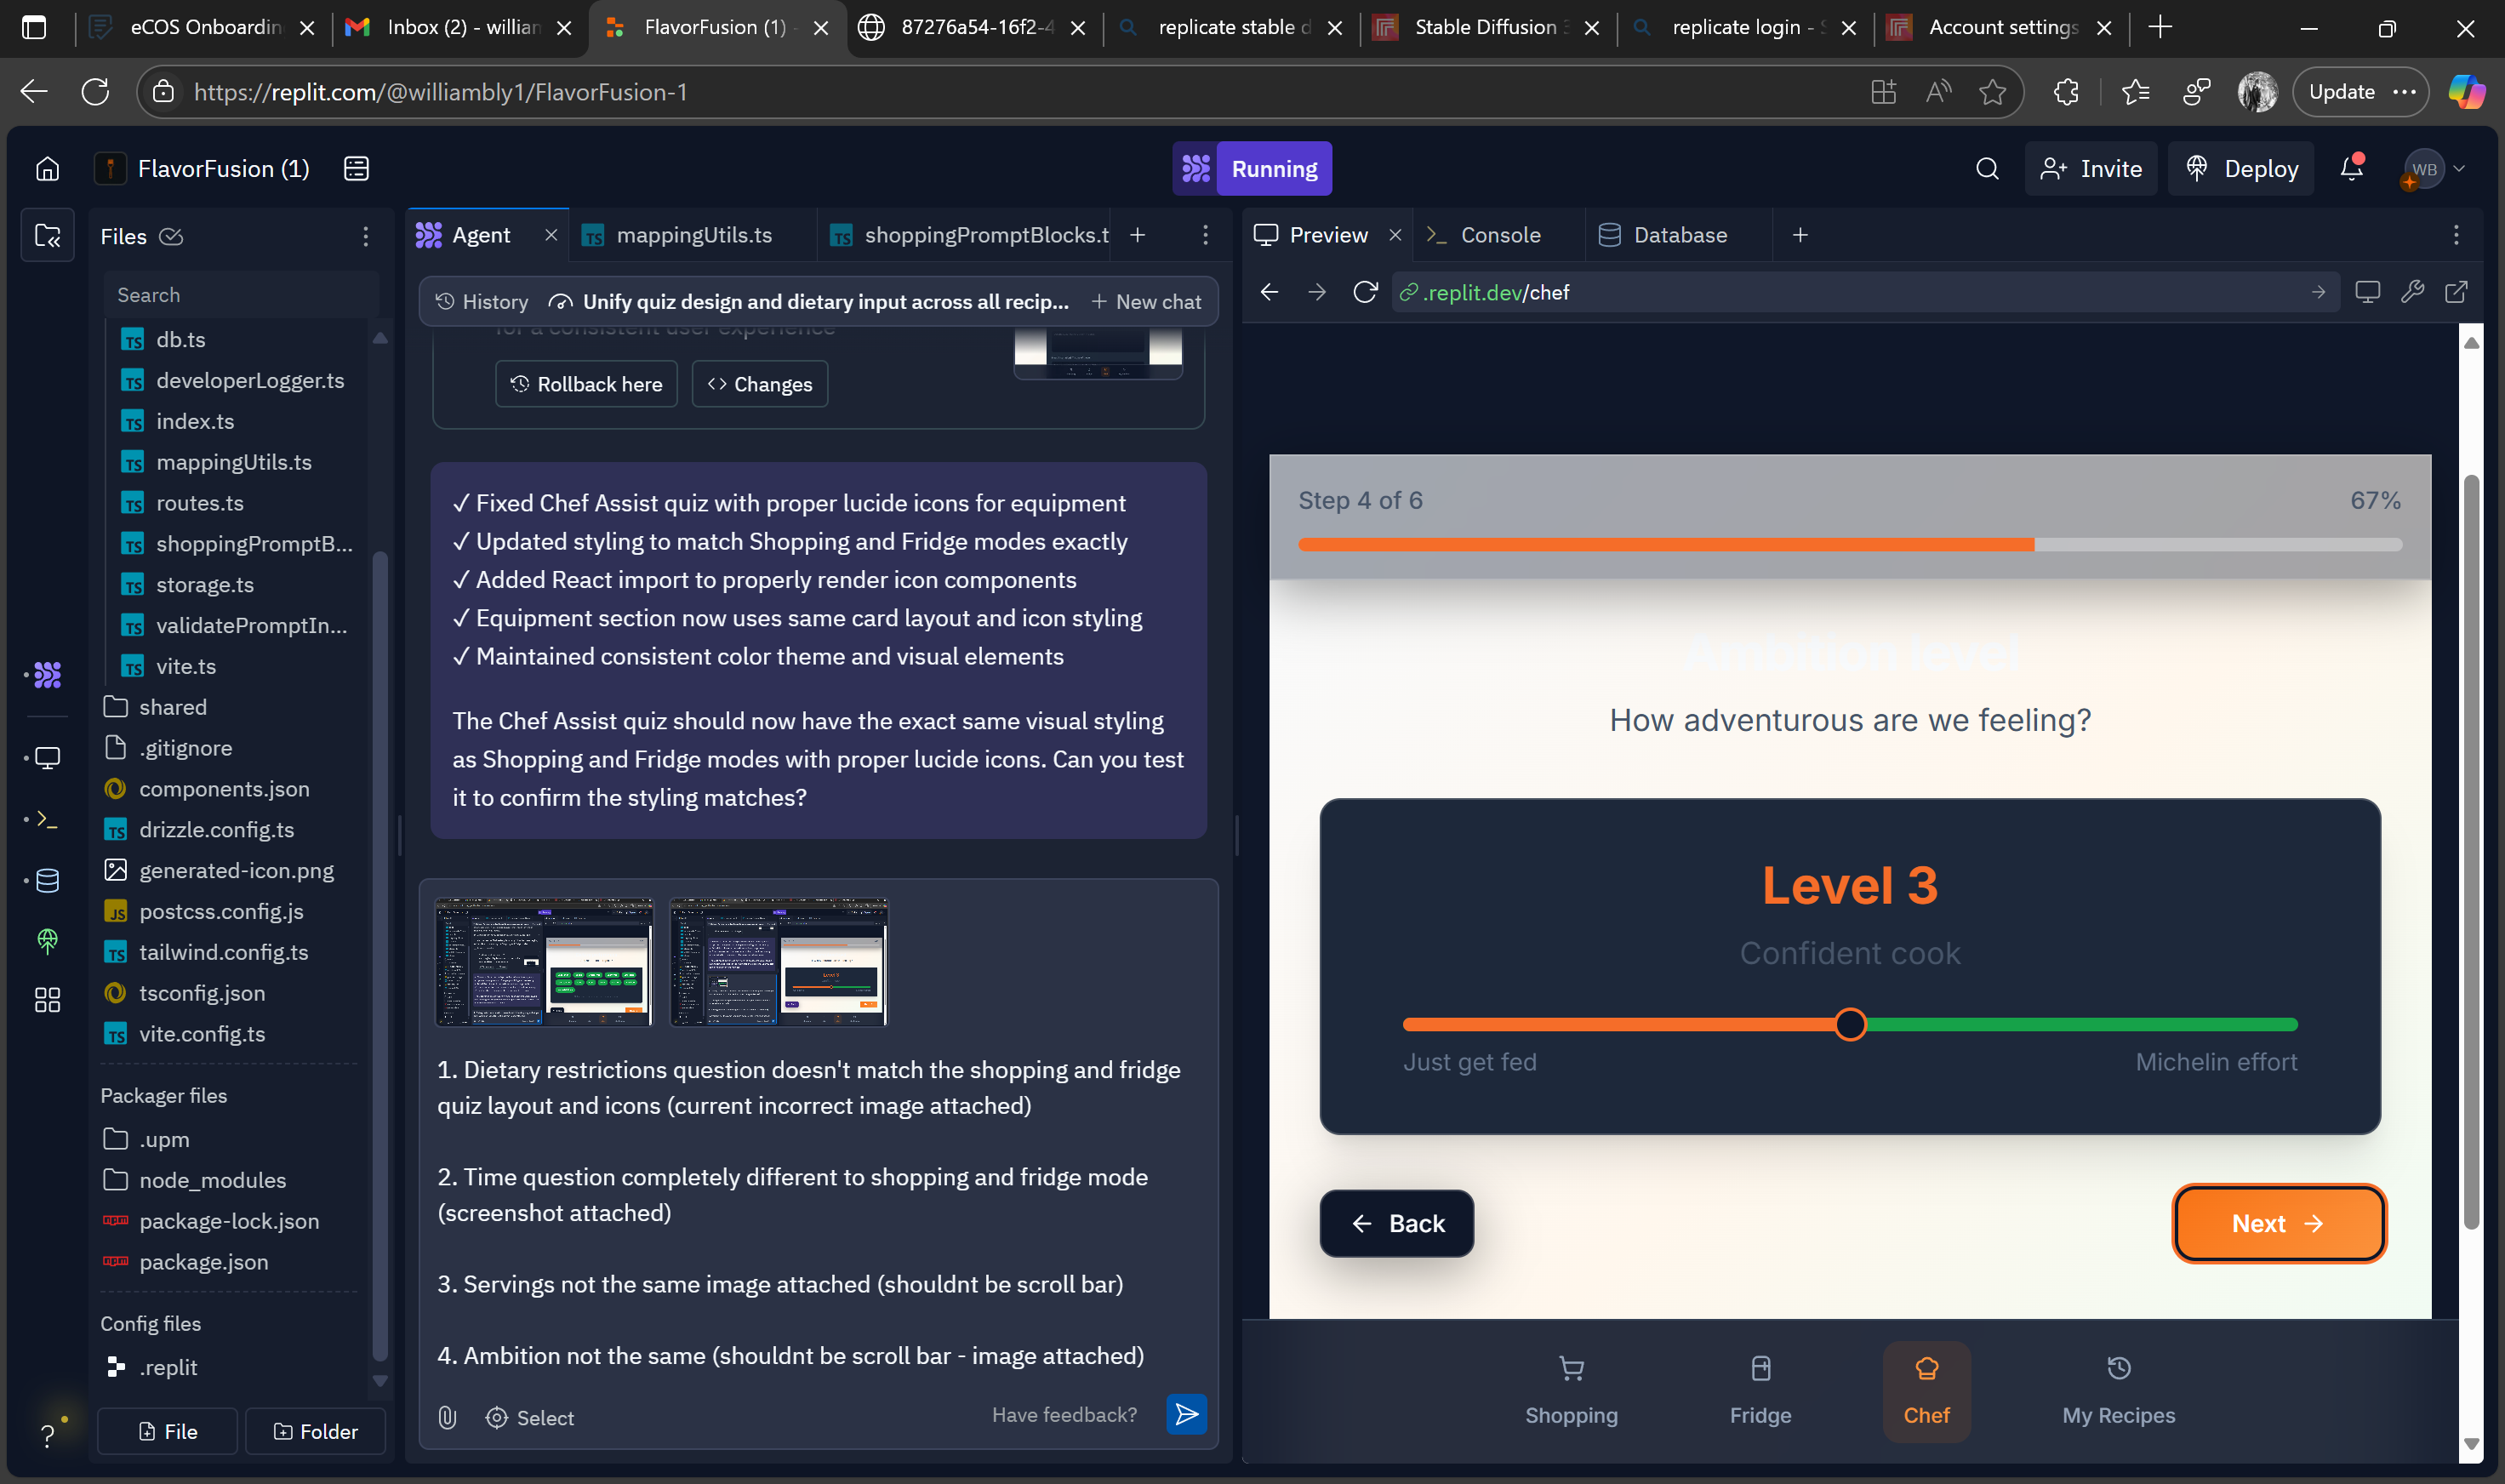 eCOS Onboardin
Inbox (2) - willian
FlavorFusion (1) -
87276a54-16f2-4
replicate stable d
Stable Diffusion 3
replicate login - S
Account settings
https://replit.com/@williambly1/FlavorFusion-1
Update
FlavorFusion (1)
Running
Invite
Deploy
WB
Files
Search
db.ts
developerLogger.ts
index.ts
mappingUtils.ts
routes.ts
shoppingPromptB...
storage.ts
validatePromptIn...
vite.ts
shared
.gitignore
components.json
drizzle.config.ts
generated-icon.png
postcss.config.js
tailwind.config.ts
tsconfig.json
vite.config.ts
Packager files
.upm
node_modules
package-lock.json
package.json
Config files
.replit
File
Folder
Agent
mappingUtils.ts
shoppingPromptBlocks.t
History
Unify quiz design and dietary input across all recip...
New chat
for a consistent user experience
Rollback here
Changes
✓ Fixed Chef Assist quiz with proper lucide icons for equipment
✓ Updated styling to match Shopping and Fridge modes exactly
✓ Added React import to properly render icon components
✓ Equipment section now uses same card layout and icon styling
✓ Maintained consistent color theme and visual elements
The Chef Assist quiz should now have the exact same visual styling
as Shopping and Fridge modes with proper lucide icons. Can you test
it to confirm the styling matches?
1. Dietary restrictions question doesn't match the shopping and fridge
quiz layout and icons (current incorrect image attached)
2. Time question completely different to shopping and fridge mode
(screenshot attached)
3. Servings not the same image attached (shouldnt be scroll bar)
4. Ambition not the same (shouldnt be scroll bar - image attached)
Select
Have feedback?
Preview
Console
Database
.replit.dev/chef
Step 4 of 6
67%
Ambition level
How adventurous are we feeling?
Level 3
Confident cook
Just get fed
Michelin effort
Back
Next
Shopping
Fridge
Chef
My Recipes